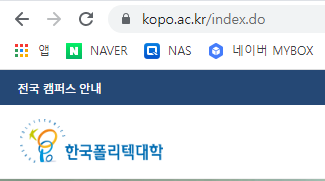 kopo.ac.kr/index.do
앱 NAVER NAS 네이버 MYBOX
전국 캠퍼스 안내
한국폴리텍대학